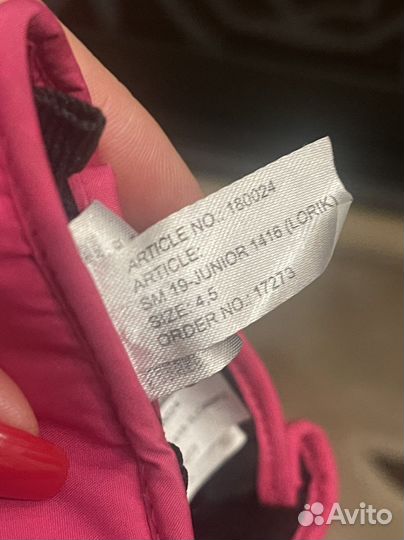 ARTICLE NO.: 180024
ARTICLE:
SM 19-JUNIOR 1416 (LORIK)
SIZE: 4,5
ORDER NO.: 17273
Avito